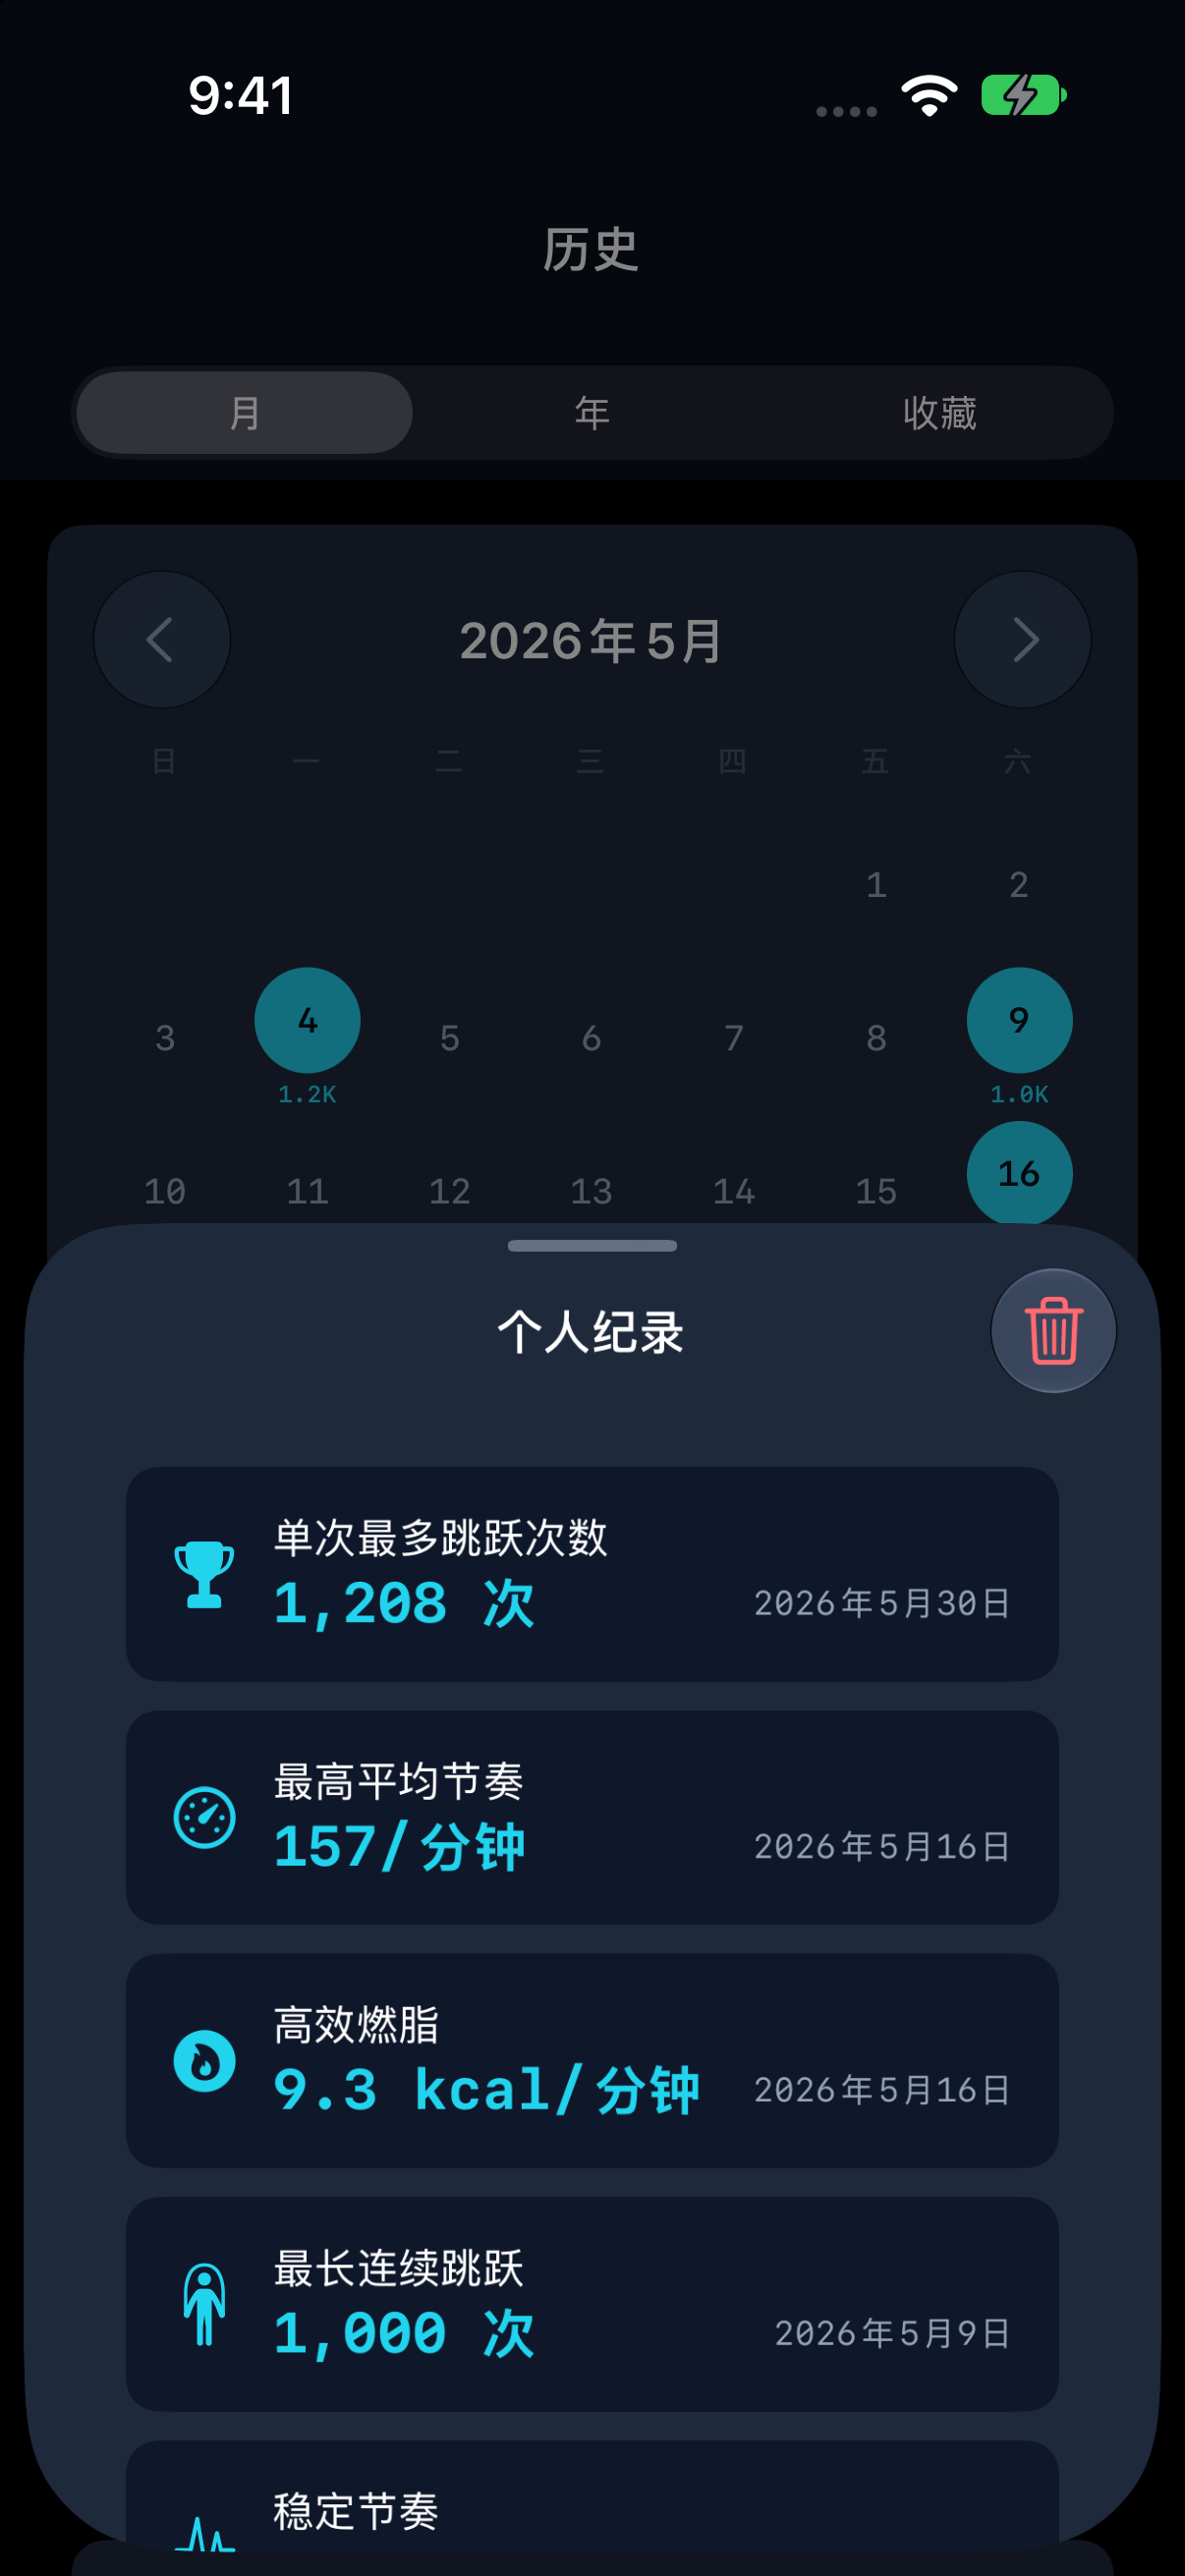 9:41
历史
月 年 收藏
2026年5月
日 一 二 三 四 五 六
1 2
3 4 5 6 7 8 9
1.2K 1.0K
10 11 12 13 14 15 16
个人纪录
单次最多跳跃次数
1,208 次 2026年5月30日
最高平均节奏
157/分钟 2026年5月16日
高效燃脂
9.3 kcal/分钟 2026年5月16日
最长连续跳跃
1,000 次 2026年5月9日
稳定节奏